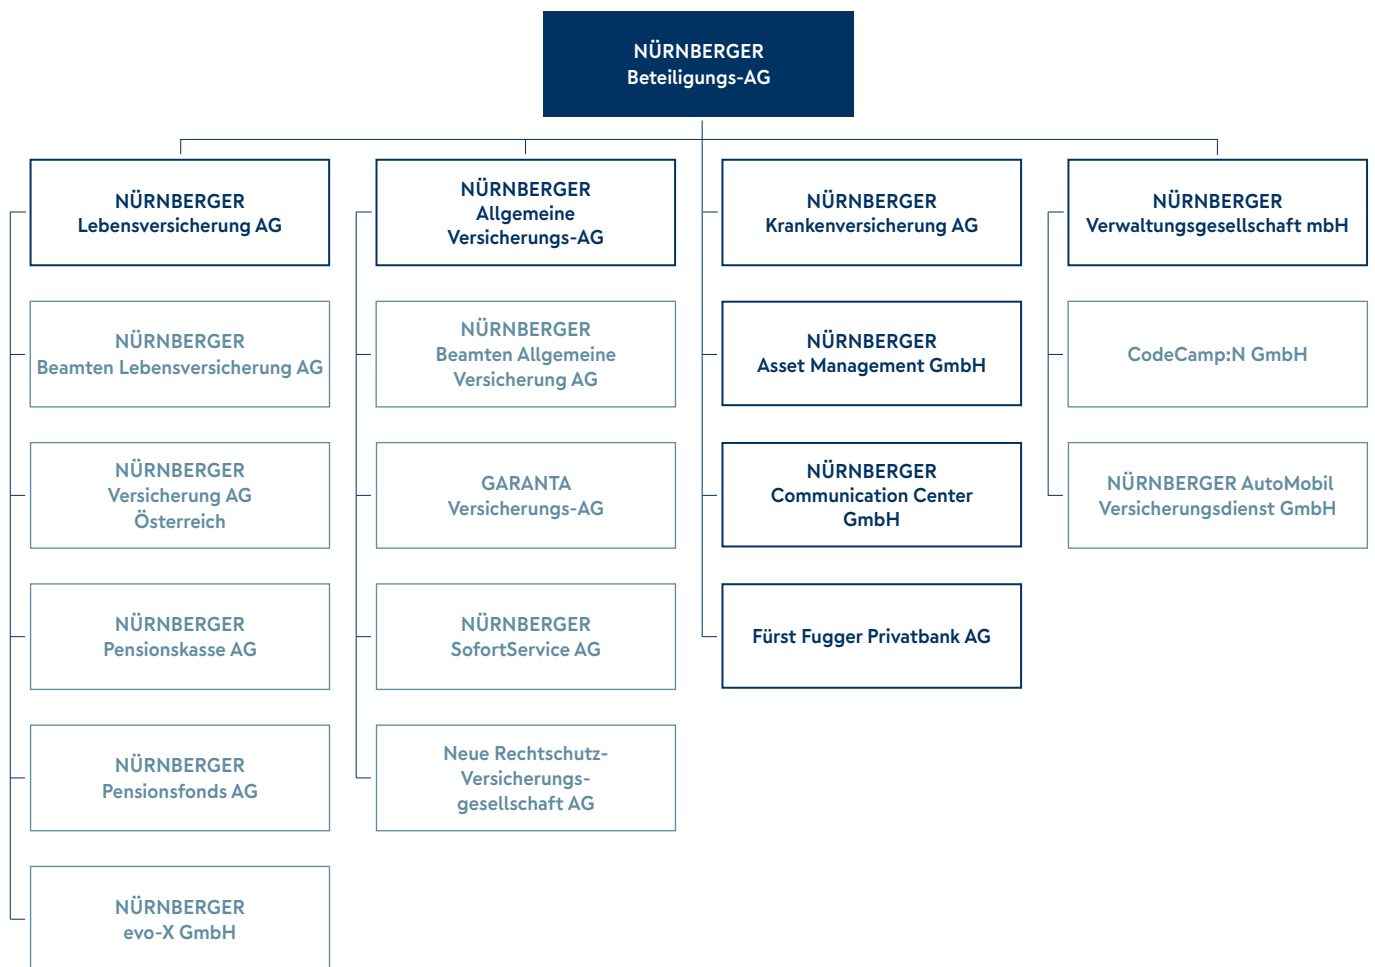 NÜRNBERGER
Beteiligungs-AG
NÜRNBERGER
Lebensversicherung AG
NÜRNBERGER
Beamten Lebensversicherung AG
NÜRNBERGER
Versicherung AG
Österreich
NÜRNBERGER
Pensionskasse AG
NÜRNBERGER
Pensionsfonds AG
NÜRNBERGER
evo-X GmbH
NÜRNBERGER
Allgemeine
Versicherungs-AG
NÜRNBERGER
Beamten Allgemeine
Versicherung AG
GARANTA
Versicherungs-AG
NÜRNBERGER
SofortService AG
Neue Rechtschutz-
Versicherungs-
gesellschaft AG
NÜRNBERGER
Krankenversicherung AG
NÜRNBERGER
Asset Management GmbH
NÜRNBERGER
Communication Center
GmbH
Fürst Fugger Privatbank AG
NÜRNBERGER
Verwaltungsgesellschaft mbH
CodeCamp:N GmbH
NÜRNBERGER AutoMobil
Versicherungsdienst GmbH